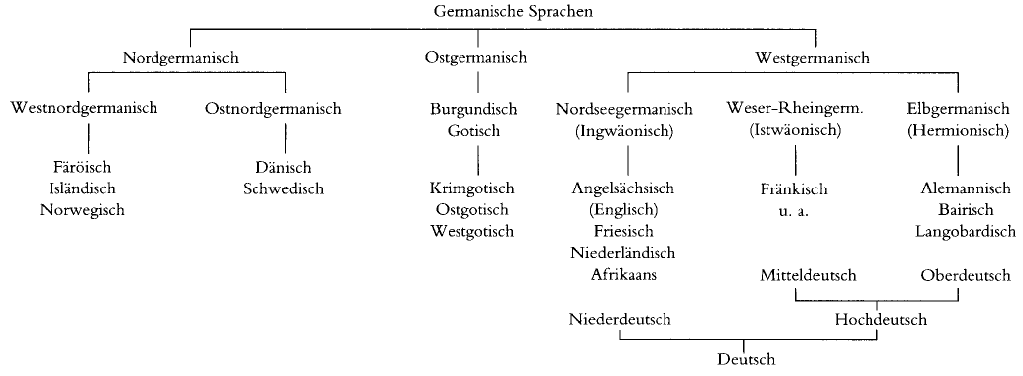 Germanische Sprachen
Nordgermanisch Ostgermanisch Westgermanisch
Westnordgermanisch Ostnordgermanisch Burgundisch Nordseegermanisch Weser-Rheingerm. Elbgermanisch
Gotisch (Ingwäonisch) (Istwäonisch) (Hermionisch)
Färöisch Dänisch
Isländisch Schwedisch Krimgotisch Angelsächsisch Fränkisch Alemannisch
Norwegisch Ostgotisch (Englisch) u. a. Bairisch
Westgotisch Friesisch Langobardisch
Niederländisch
Afrikaans Mitteldeutsch Oberdeutsch
Niederdeutsch Hochdeutsch
Deutsch